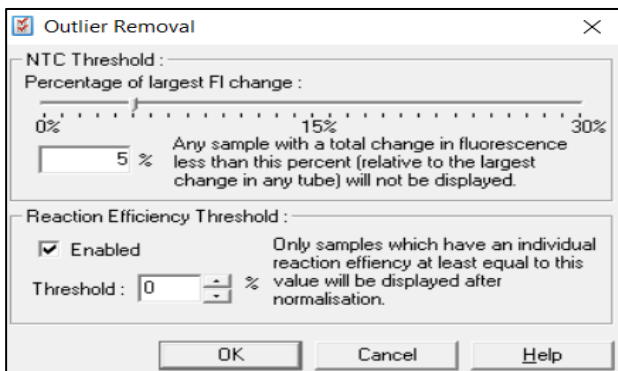 Outlier Removal
NTC Threshold :
Percentage of largest Fl change :
0% 15% 30%
5 %
Any sample with a total change in fluorescence
less than this percent (relative to the largest
change in any tube) will not be displayed.
Reaction Efficiency Threshold :
Enabled
Threshold : 0 %
Only samples which have an individual
reaction effiency at least equal to this
value will be displayed after
normalisation.
OK Cancel Help